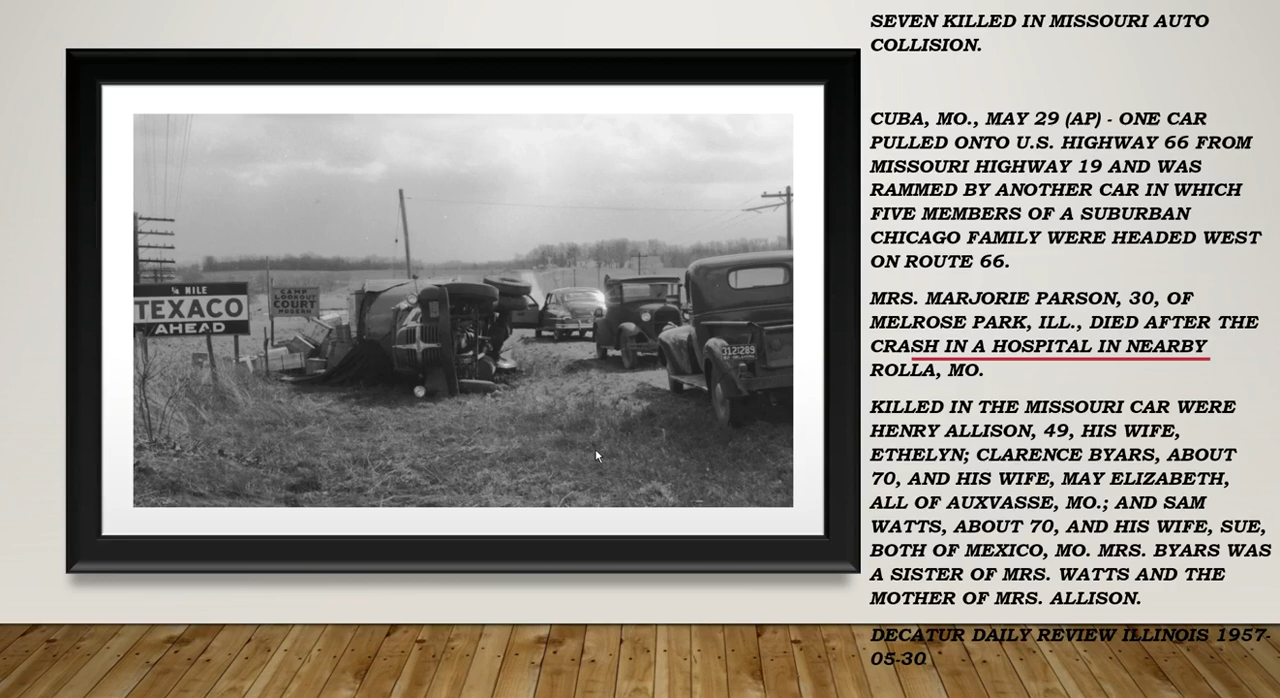 SEVEN KILLED IN MISSOURI AUTO
COLLISION.
CUBA, MO., MAY 29 (AP) - ONE CAR
PULLED ONTO U.S. HIGHWAY 66 FROM
MISSOURI HIGHWAY 19 AND WAS
RAMMED BY ANOTHER CAR IN WHICH
FIVE MEMBERS OF A SUBURBAN
CHICAGO FAMILY WERE HEADED WEST
ON ROUTE 66.
MRS. MARJORIE PARSON, 30, OF
MELROSE PARK, ILL., DIED AFTER THE
CRASH IN A HOSPITAL IN NEARBY
ROLLA, MO.
KILLED IN THE MISSOURI CAR WERE
HENRY ALLISON, 49, HIS WIFE,
ETHELYN; CLARENCE BYARS, ABOUT
70, AND HIS WIFE, MAY ELIZABETH,
ALL OF AUXVASSE, MO.; AND SAM
WATTS, ABOUT 70, AND HIS WIFE, SUE,
BOTH OF MEXICO, MO. MRS. BYARS WAS
A SISTER OF MRS. WATTS AND THE
MOTHER OF MRS. ALLISON.
DECATUR DAILY REVIEW ILLINOIS 1957-
05-30
¼ MILE
TEXACO
AHEAD
CAMP
LOOKOUT
COURT
MODERN
312289